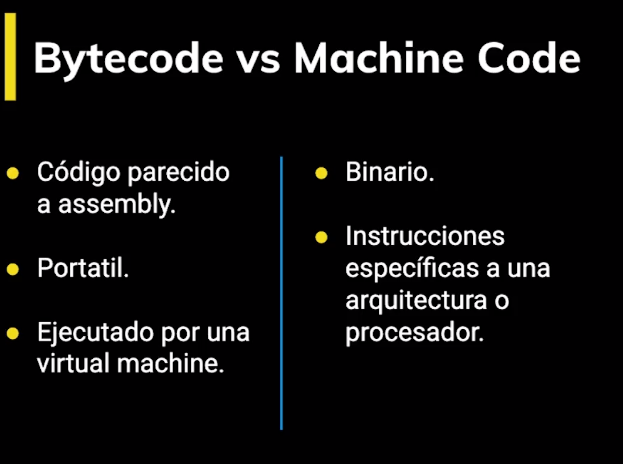 Bytecode vs Machine Code
Código parecido
a assembly.
Portatil.
Ejecutado por una
virtual machine.
Binario.
Instrucciones
específicas a una
arquitectura o
procesador.